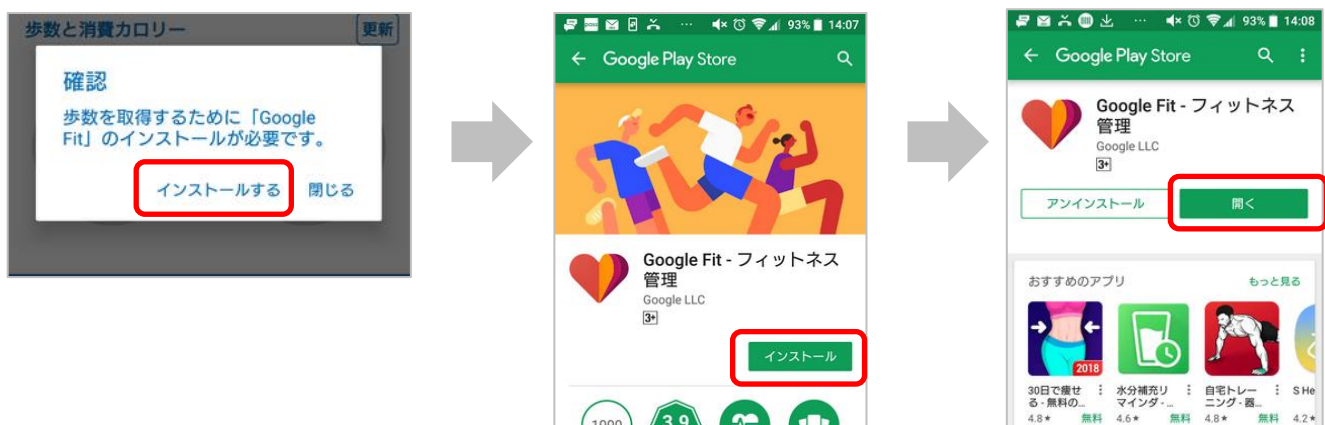 歩数と消費カロリー
更新
確認
歩数を取得するために「Google
Fit」のインストールが必要です。
インストールする
閉じる
93%
14:07
Google Play Store
Google Fit - フィットネス
管理
Google LLC
3+
インストール
3.9
93%
14:08
Google Play Store
Google Fit - フィットネス
管理
Google LLC
3+
アンインストール
開く
おすすめのアプリ
もっと見る
2018
30日で痩せ
る - 無料の...
4.8★
無料
水分補充リ
マインダ - ...
4.6★
無料
自宅トレー
ニング - 器...
4.8★
無料
S He
4.2★